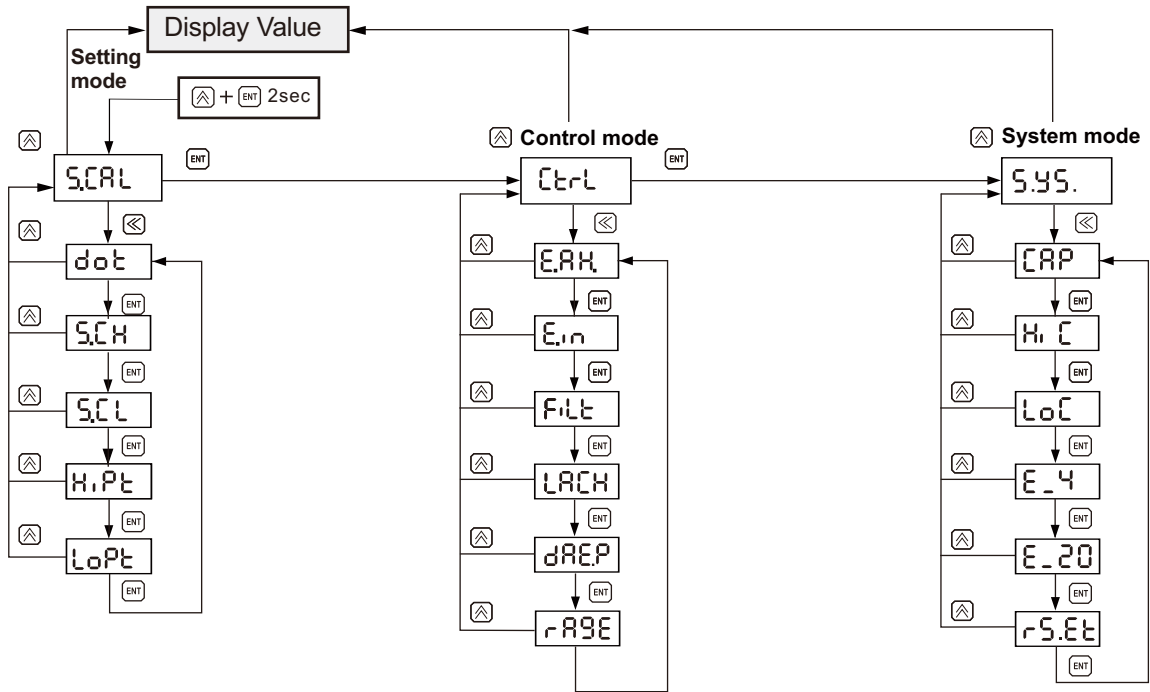 Display Value
Setting
mode
+ ENT 2sec
Control mode
System mode
S.CAL
ENT
CtrL
ENT
S.YS.
dot
E.AH.
CAP
ENT
ENT
ENT
S.CH
E.in
Hi C
ENT
ENT
ENT
S.CL
FiLt
LoC
ENT
ENT
ENT
HiPt
LACH
E_4
ENT
ENT
ENT
LoPt
dAE.P
E_20
ENT
ENT
ENT
rA9E
rS.Et
ENT